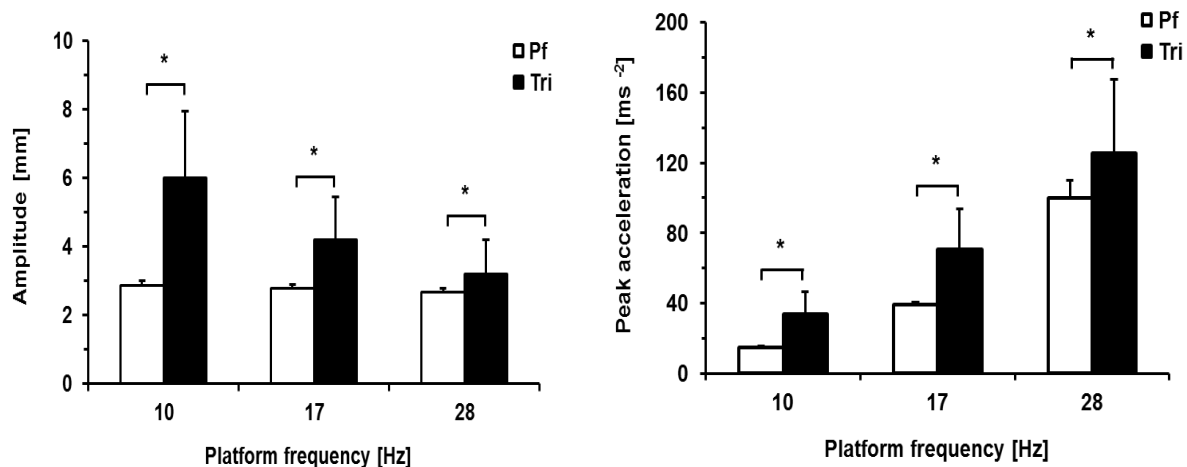 10
8
6
4
2
0
Amplitude [mm]
*
*
*
Pf
Tri
10 17 28
Platform frequency [Hz]
200
160
120
80
40
0
Peak acceleration [ms -2]
*
*
*
Pf
Tri
10 17 28
Platform frequency [Hz]